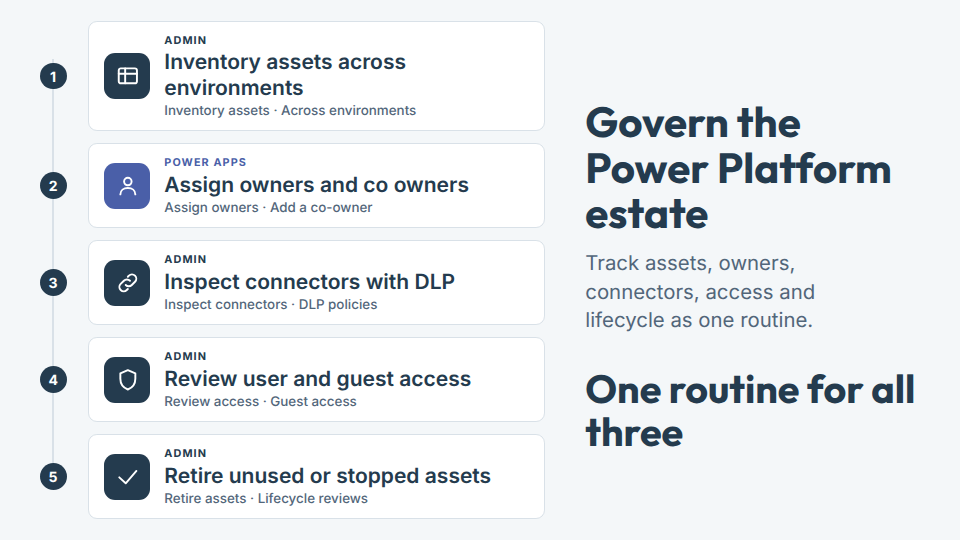 1
ADMIN
Inventory assets across
environments
Inventory assets · Across environments
2
POWER APPS
Assign owners and co owners
Assign owners · Add a co-owner
3
ADMIN
Inspect connectors with DLP
Inspect connectors · DLP policies
4
ADMIN
Review user and guest access
Review access · Guest access
5
ADMIN
Retire unused or stopped assets
Retire assets · Lifecycle reviews
Govern the
Power Platform
estate
Track assets, owners,
connectors, access and
lifecycle as one routine.
One routine for all
three